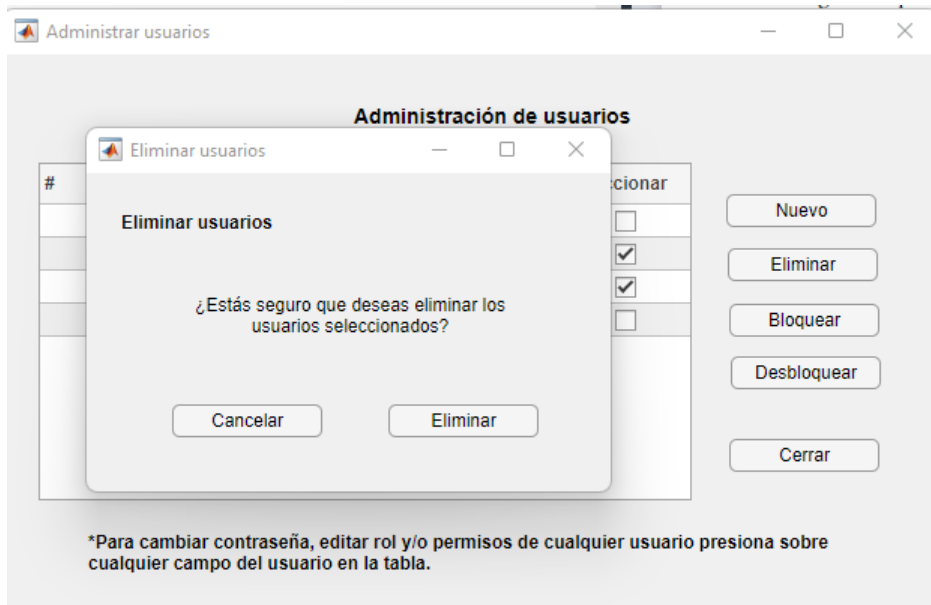 Administrar usuarios
Administración de usuarios
Eliminar usuarios
#
ccionar
Nuevo
Eliminar usuarios
Eliminar
¿Estás seguro que deseas eliminar los
usuarios seleccionados?
Bloquear
Desbloquear
Cancelar
Eliminar
Cerrar
*Para cambiar contraseña, editar rol y/o permisos de cualquier usuario presiona sobre
cualquier campo del usuario en la tabla.